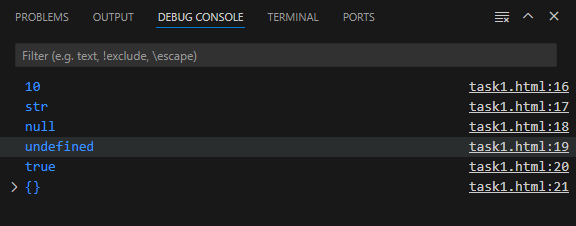 PROBLEMS OUTPUT DEBUG CONSOLE TERMINAL PORTS
Filter (e.g. text, !exclude, \escape)
10 task1.html:16
str task1.html:17
null task1.html:18
undefined task1.html:19
true task1.html:20
{} task1.html:21